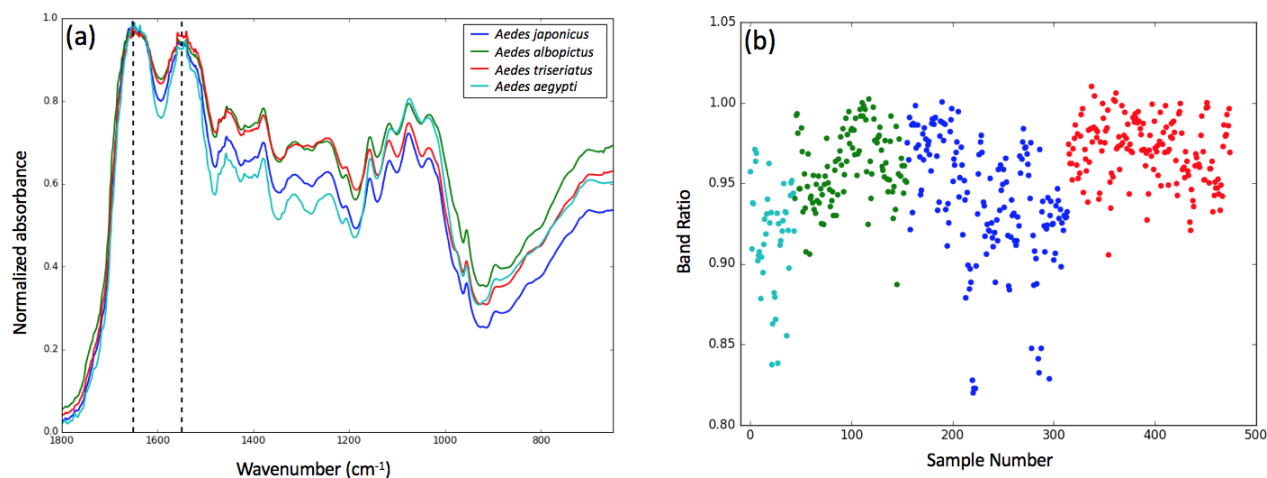 (a)
Aedes japonicus
Aedes albopictus
Aedes triseriatus
Aedes aegypti
Normalized absorbance
1.0
0.8
0.6
0.4
0.2
0.0
1800
1600
1400
1200
1000
800
Wavenumber (cm-1)
(b)
Band Ratio
1.05
1.00
0.95
0.90
0.85
0.80
0
100
200
300
400
500
Sample Number